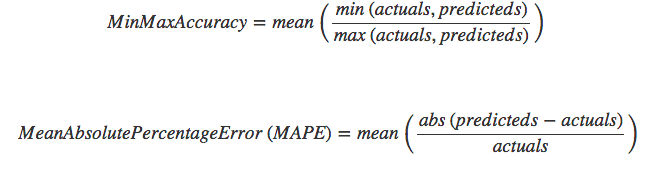 MinMaxAccuracy = mean ( min (actuals, predicteds) / max (actuals, predicteds) )
MeanAbsolutePercentageError (MAPE) = mean ( abs (predicteds − actuals) / actuals )